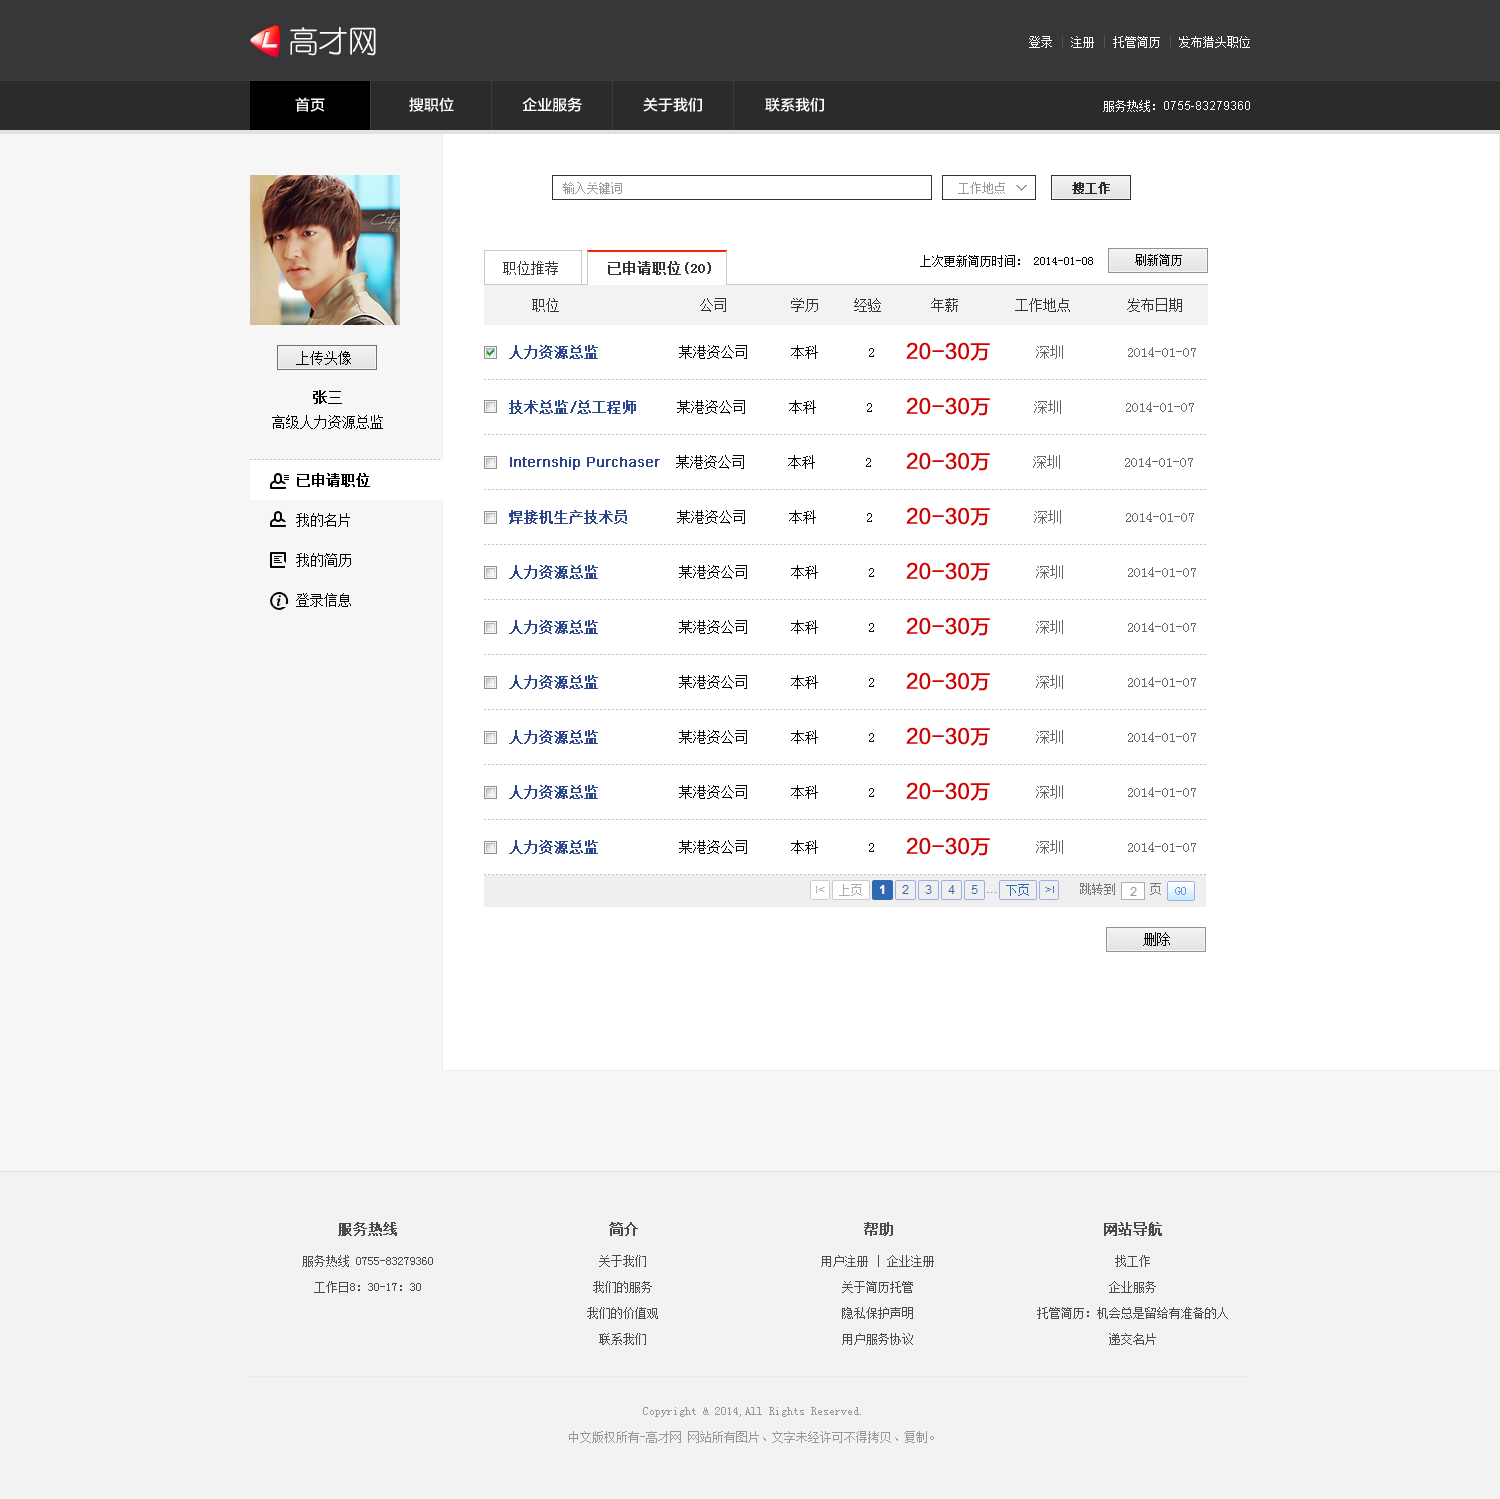 高才网
登录 | 注册 | 托管简历 | 发布猎头职位
首页 搜职位 企业服务 关于我们 联系我们 服务热线：0755-83279360
输入关键词 工作地点 搜工作
上传头像
张三
高级人力资源总监
已申请职位
我的名片
我的简历
登录信息
职位推荐 已申请职位(20) 上次更新简历时间： 2014-01-08 刷新简历
职位 公司 学历 经验 年薪 工作地点 发布日期
人力资源总监 某港资公司 本科 2 20-30万 深圳 2014-01-07
技术总监/总工程师 某港资公司 本科 2 20-30万 深圳 2014-01-07
Internship Purchaser 某港资公司 本科 2 20-30万 深圳 2014-01-07
焊接机生产技术员 某港资公司 本科 2 20-30万 深圳 2014-01-07
人力资源总监 某港资公司 本科 2 20-30万 深圳 2014-01-07
人力资源总监 某港资公司 本科 2 20-30万 深圳 2014-01-07
人力资源总监 某港资公司 本科 2 20-30万 深圳 2014-01-07
人力资源总监 某港资公司 本科 2 20-30万 深圳 2014-01-07
人力资源总监 某港资公司 本科 2 20-30万 深圳 2014-01-07
人力资源总监 某港资公司 本科 2 20-30万 深圳 2014-01-07
|< 上页 1 2 3 4 5 ... 下页 >| 跳转到 2 页 GO
删除
服务热线
服务热线 0755-83279360
工作日8：30-17：30
简介
关于我们
我们的服务
我们的价值观
联系我们
帮助
用户注册 | 企业注册
关于简历托管
隐私保护声明
用户服务协议
网站导航
找工作
企业服务
托管简历：机会总是留给有准备的人
递交名片
Copyright & 2014,All Rights Reserved.
中文版权所有-高才网 网站所有图片、文字未经许可不得拷贝、复制。